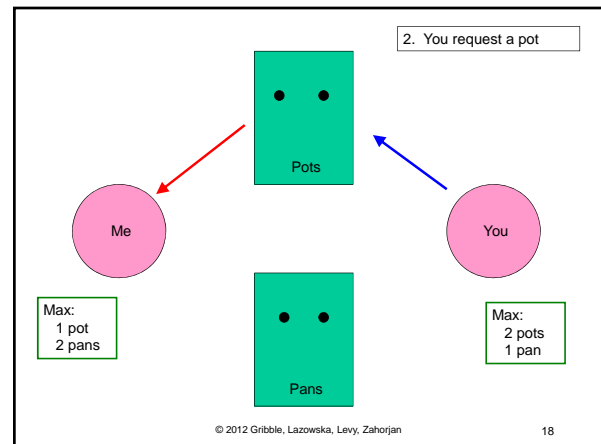 2. You request a pot
Pots
Me
You
Max:
1 pot
2 pans
Max:
2 pots
1 pan
Pans
© 2012 Gribble, Lazowska, Levy, Zahorjan
18